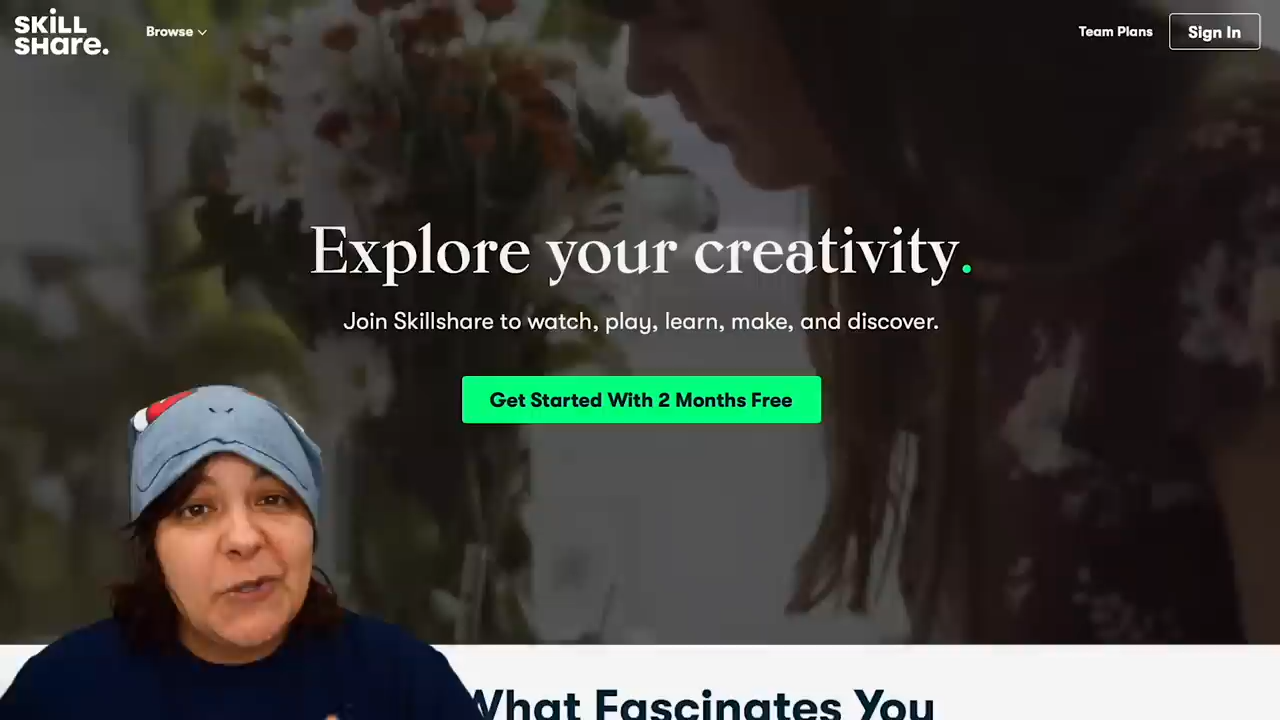 SKiLL
SHare.
Browse
Team Plans
Sign In
Explore your creativity.
Join Skillshare to watch, play, learn, make, and discover.
Get Started With 2 Months Free
What Fascinates You